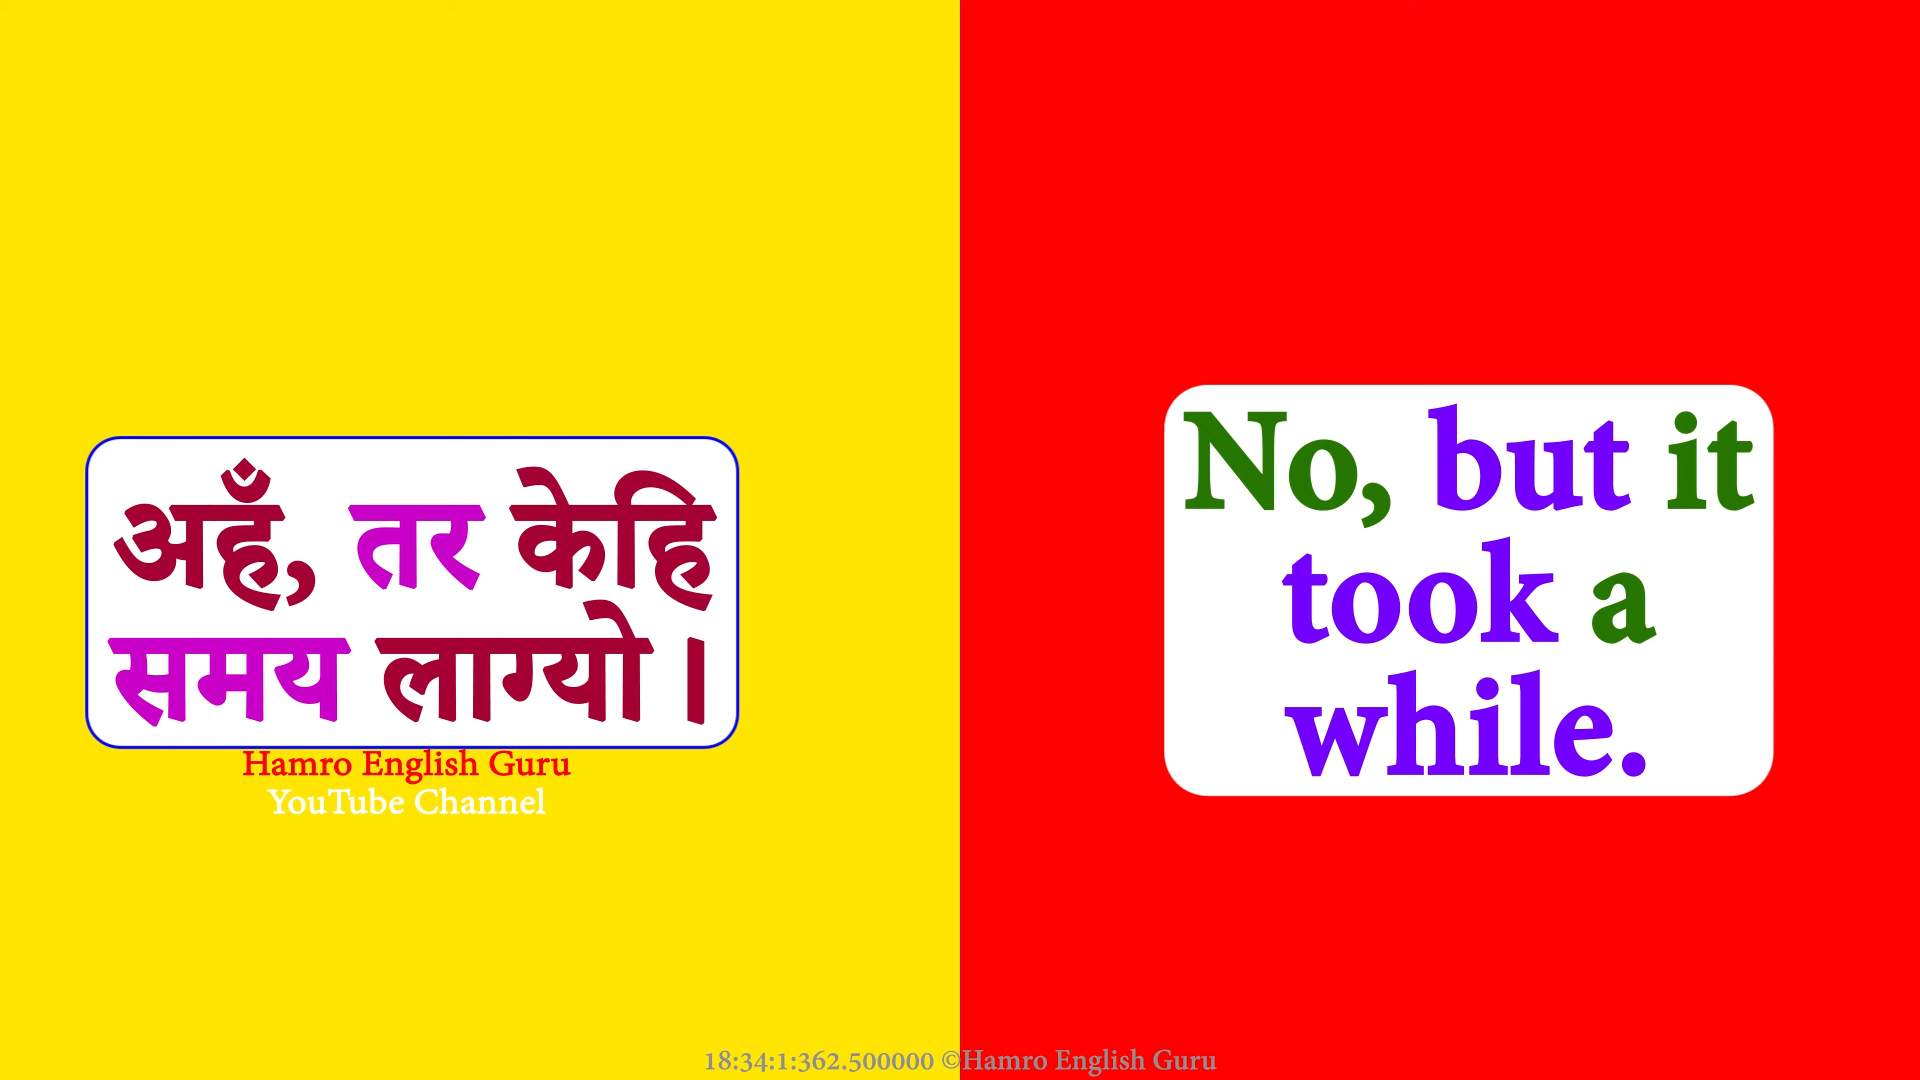 अहँ, तर केहि
समय लाग्यो ।
Hamro English Guru
YouTube Channel
No, but it
took a
while.
18:34:1:362.500000 ©Hamro English Guru